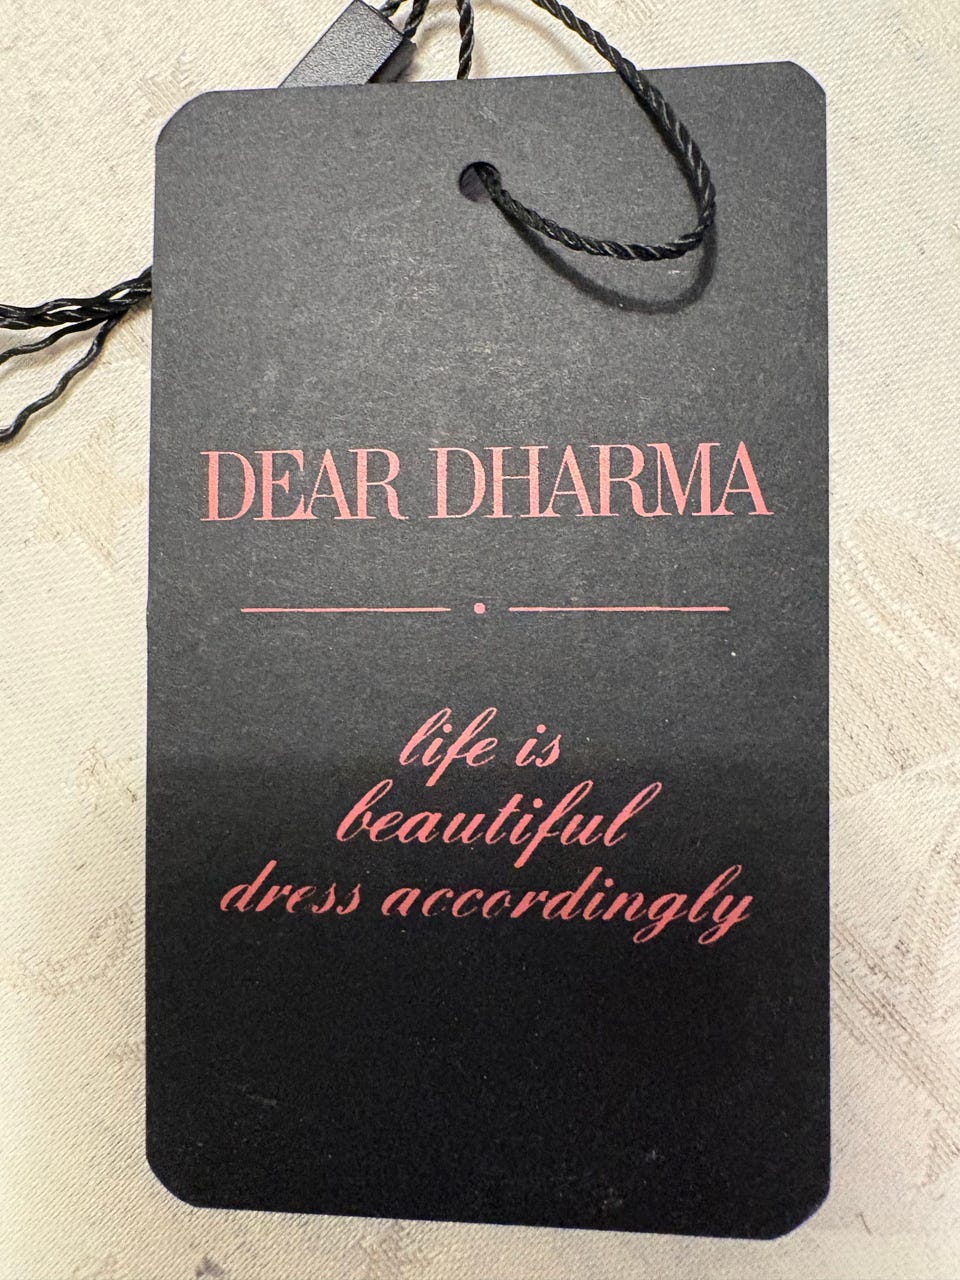 DEAR DHARMA
life is
beautiful
dress accordingly